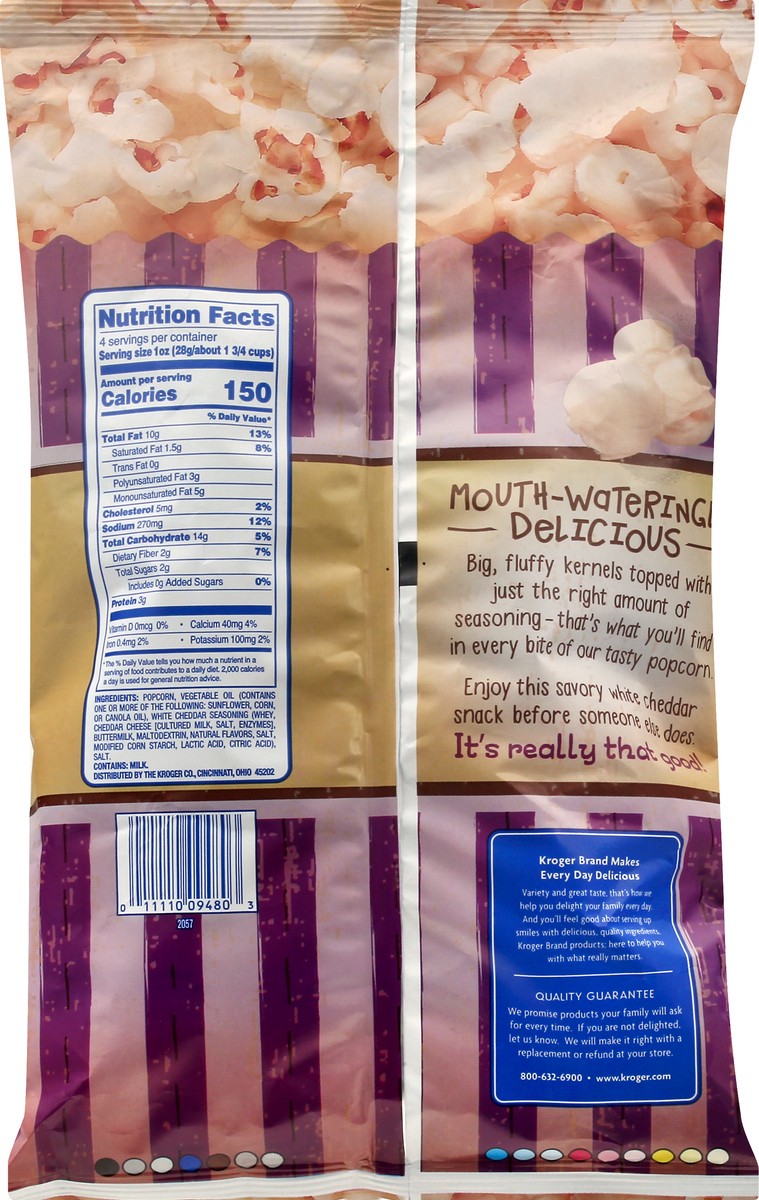 Nutrition Facts
4 servings per container
Serving size 1oz (28g/about 1 3/4 cups)
Amount per serving
Calories 150
% Daily Value*
Total Fat 10g 13%
Saturated Fat 1.5g 8%
Trans Fat 0g
Polyunsaturated Fat 3g
Monounsaturated Fat 5g
Cholesterol 5mg 2%
Sodium 270mg 12%
Total Carbohydrate 14g 5%
Dietary Fiber 2g 7%
Total Sugars 2g
Includes 0g Added Sugars 0%
Protein 3g
Vitamin D 0mcg 0% • Calcium 40mg 4%
Iron 0.4mg 2% • Potassium 100mg 2%
*The % Daily Value tells you how much a nutrient in a
serving of food contributes to a daily diet. 2,000 calories
a day is used for general nutrition advice.
INGREDIENTS: POPCORN, VEGETABLE OIL (CONTAINS
ONE OR MORE OF THE FOLLOWING: SUNFLOWER, CORN,
OR CANOLA OIL), WHITE CHEDDAR SEASONING (WHEY,
CHEDDAR CHEESE [CULTURED MILK, SALT, ENZYMES],
BUTTERMILK, MALTODEXTRIN, NATURAL FLAVORS, SALT,
MODIFIED CORN STARCH, LACTIC ACID, CITRIC ACID),
SALT.
CONTAINS: MILK.
DISTRIBUTED BY THE KROGER CO., CINCINNATI, OHIO 45202
0 11110 09480 3
2057
MOUTH-WATERINGL
DELICIOUS
Big, fluffy kernels topped with
just the right amount of
seasoning - that's what you'll find
in every bite of our tasty popcorn.
Enjoy this savory white cheddar
snack before someone else does.
It's really that good!
Kroger Brand Makes
Every Day Delicious
Variety and great taste, that's how we
help you delight your family every day.
And you'll feel good about serving up
smiles with delicious, quality ingredients.
Kroger Brand products: here to help you
with what really matters.
QUALITY GUARANTEE
We promise products your family will ask
for every time. If you are not delighted,
let us know. We will make it right with a
replacement or refund at your store.
800-632-6900 • www.kroger.com